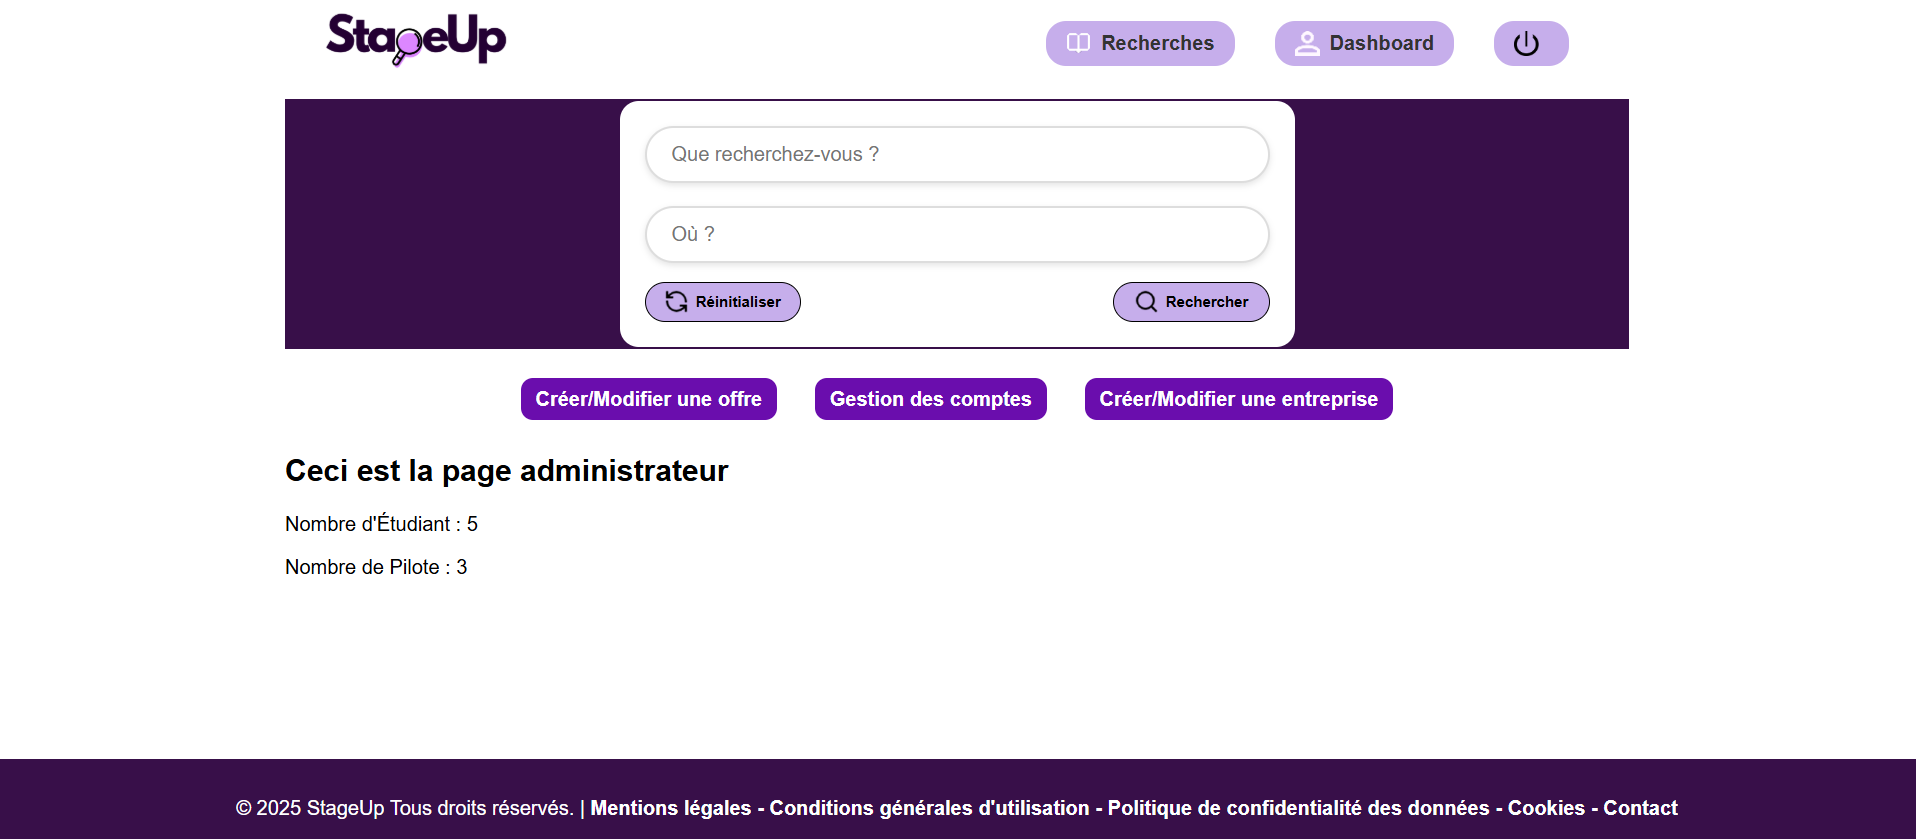 StageUp
Recherches
Dashboard
Que recherchez-vous ?
Où ?
Réinitialiser
Rechercher
Créer/Modifier une offre
Gestion des comptes
Créer/Modifier une entreprise
Ceci est la page administrateur
Nombre d'Étudiant : 5
Nombre de Pilote : 3
© 2025 StageUp Tous droits réservés. | Mentions légales - Conditions générales d'utilisation - Politique de confidentialité des données - Cookies - Contact